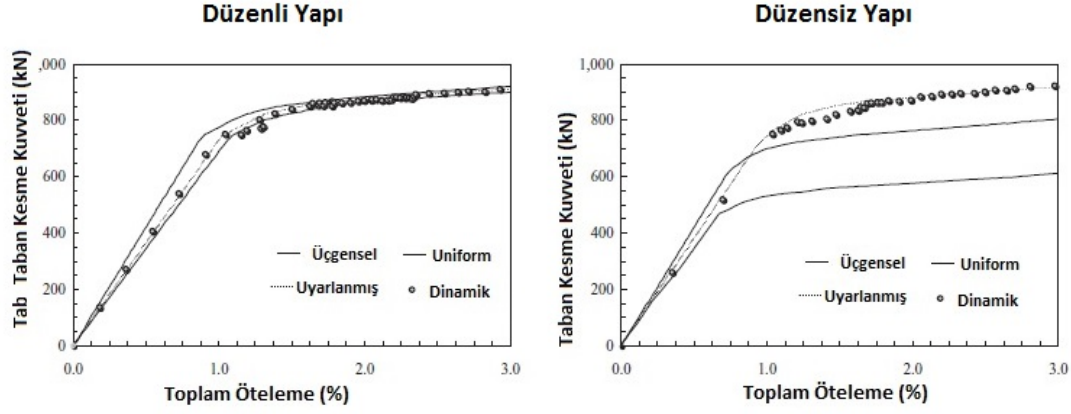 Düzenli Yapı
Düzensiz Yapı
Tab Taban Kesme Kuvveti (kN)
,000
800
600
400
200
0
0.0 1.0 2.0 3.0
Toplam Öteleme (%)
Üçgensel Uniform
Uyarlanmış Dinamik
Taban Kesme Kuvveti (kN)
1,000
800
600
400
200
0
0.0 1.0 2.0 3.0
Toplam Öteleme (%)
Üçgensel Uniform
Uyarlanmış Dinamik